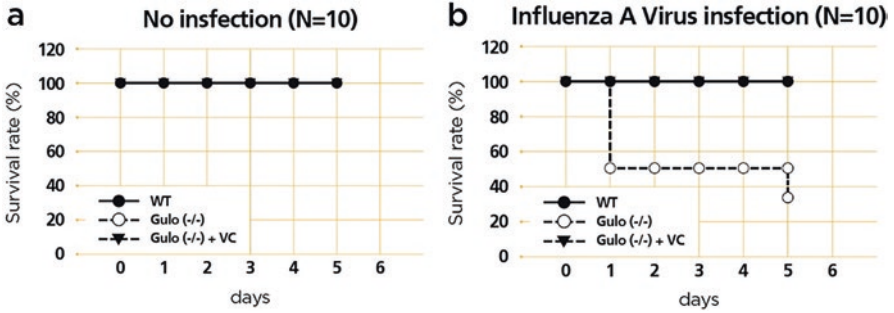 a No insfection (N=10)
120
100
80
60
40
20
0
Survival rate (%)
WT
Gulo (-/-)
Gulo (-/-) + VC
0 1 2 3 4 5 6
days
b Influenza A Virus insfection (N=10)
120
100
80
60
40
20
0
Survival rate (%)
WT
Gulo (-/-)
Gulo (-/-) + VC
0 1 2 3 4 5 6
days